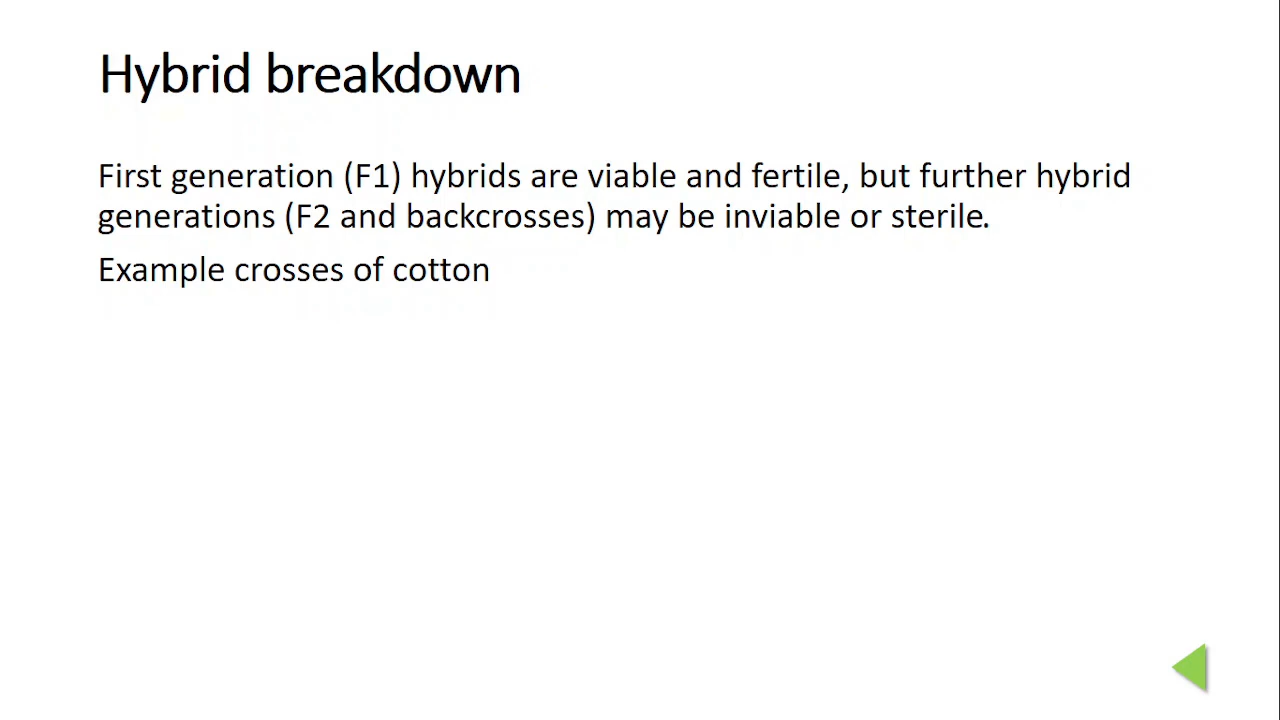 Hybrid breakdown
First generation (F1) hybrids are viable and fertile, but further hybrid
generations (F2 and backcrosses) may be inviable or sterile.
Example crosses of cotton